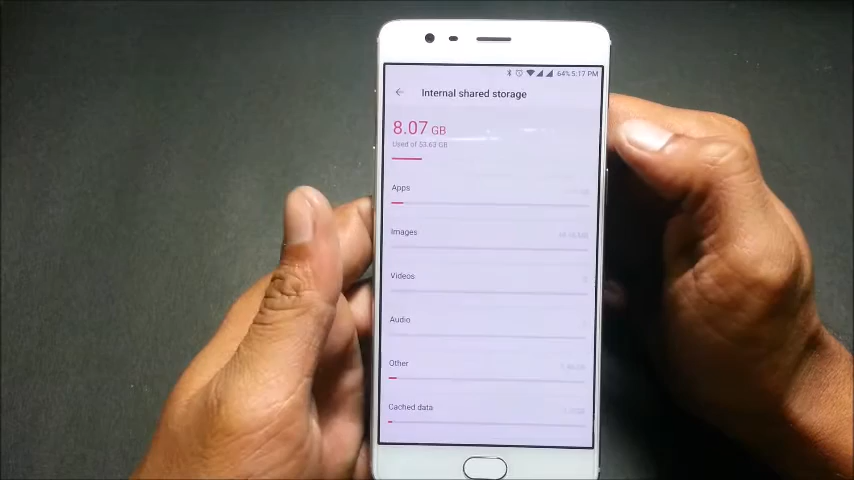 64% 5:17 PM
Internal shared storage
8.07 GB
Used of 53.63 GB
Apps
Images
Videos
Audio
Other
Cached data